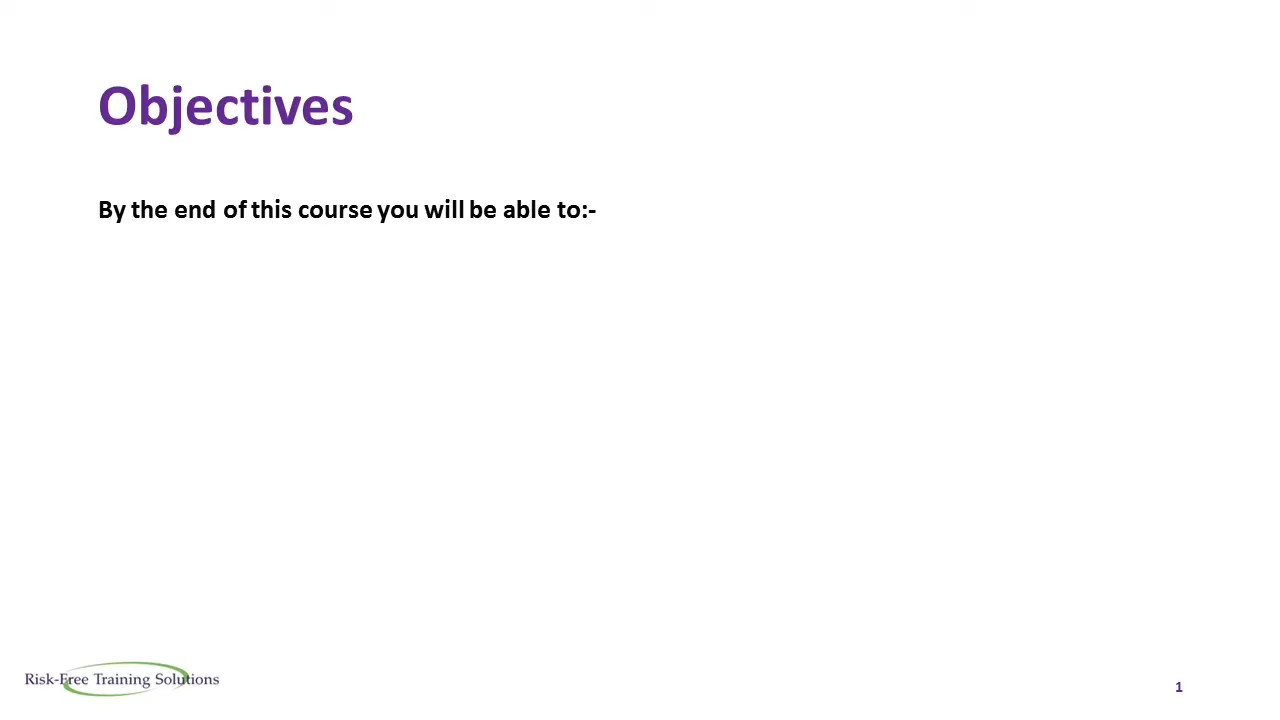 Objectives
By the end of this course you will be able to:-
Risk-Free Training Solutions
1